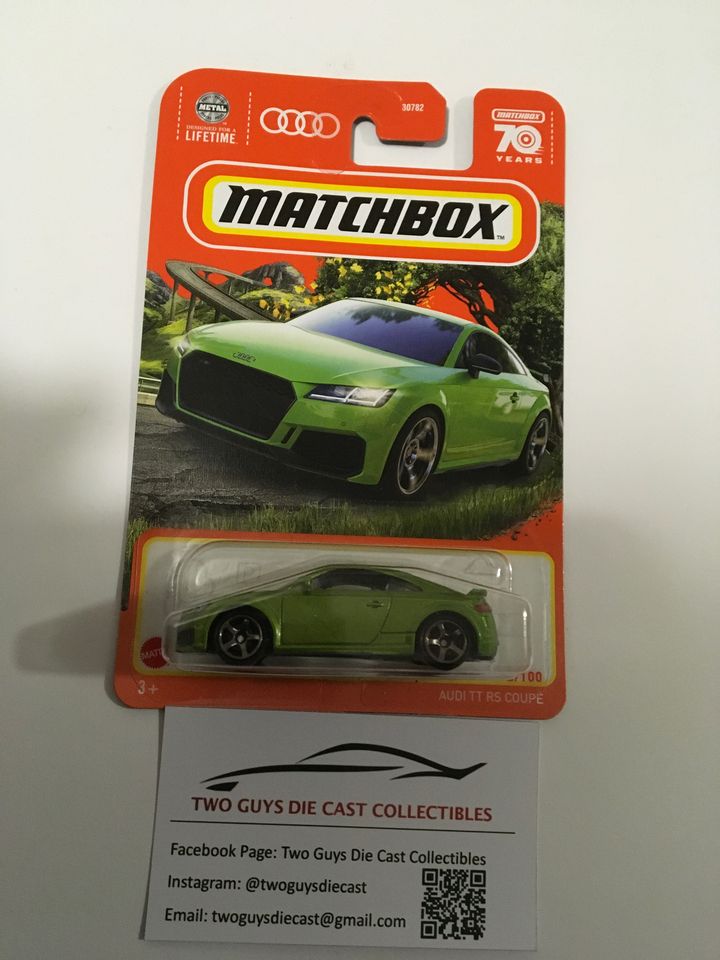 METAL
DESIGNED FOR A
LIFETIME.
30782
MATCHBOX
70
YEARS
MATCHBOX™
3+
/100
AUDI TT RS COUPE
TWO GUYS DIE CAST COLLECTIBLES
Facebook Page: Two Guys Die Cast Collectibles
Instagram: @twoguysdiecast
Email: twoguysdiecast@gmail.com